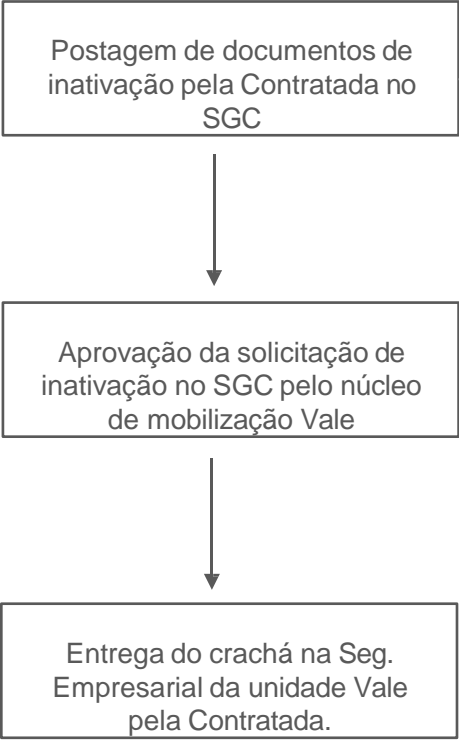 Postagem de documentos de
inativação pela Contratada no
SGC
Aprovação da solicitação de
inativação no SGC pelo núcleo
de mobilização Vale
Entrega do crachá na Seg.
Empresarial da unidade Vale
pela Contratada.